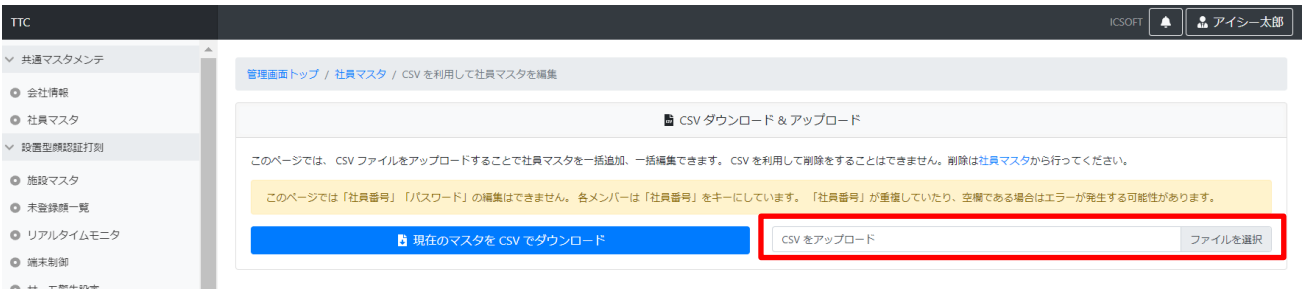 TTC
ICSOFT
アイシー太郎
共通マスタメンテ
会社情報
社員マスタ
設置型顔認証打刻
施設マスタ
未登録顔一覧
リアルタイムモニタ
端末制御
管理画面トップ / 社員マスタ / CSV を利用して社員マスタを編集
CSV ダウンロード & アップロード
このページでは、 CSV ファイルをアップロードすることで社員マスタを一括追加、一括編集できます。 CSV を利用して削除をすることはできません。削除は社員マスタから行ってください。
このページでは「社員番号」「パスワード」の編集はできません。 各メンバーは「社員番号」をキーにしています。 「社員番号」が重複していたり、空欄である場合はエラーが発生する可能性があります。
現在のマスタを CSV でダウンロード
CSV をアップロード
ファイルを選択